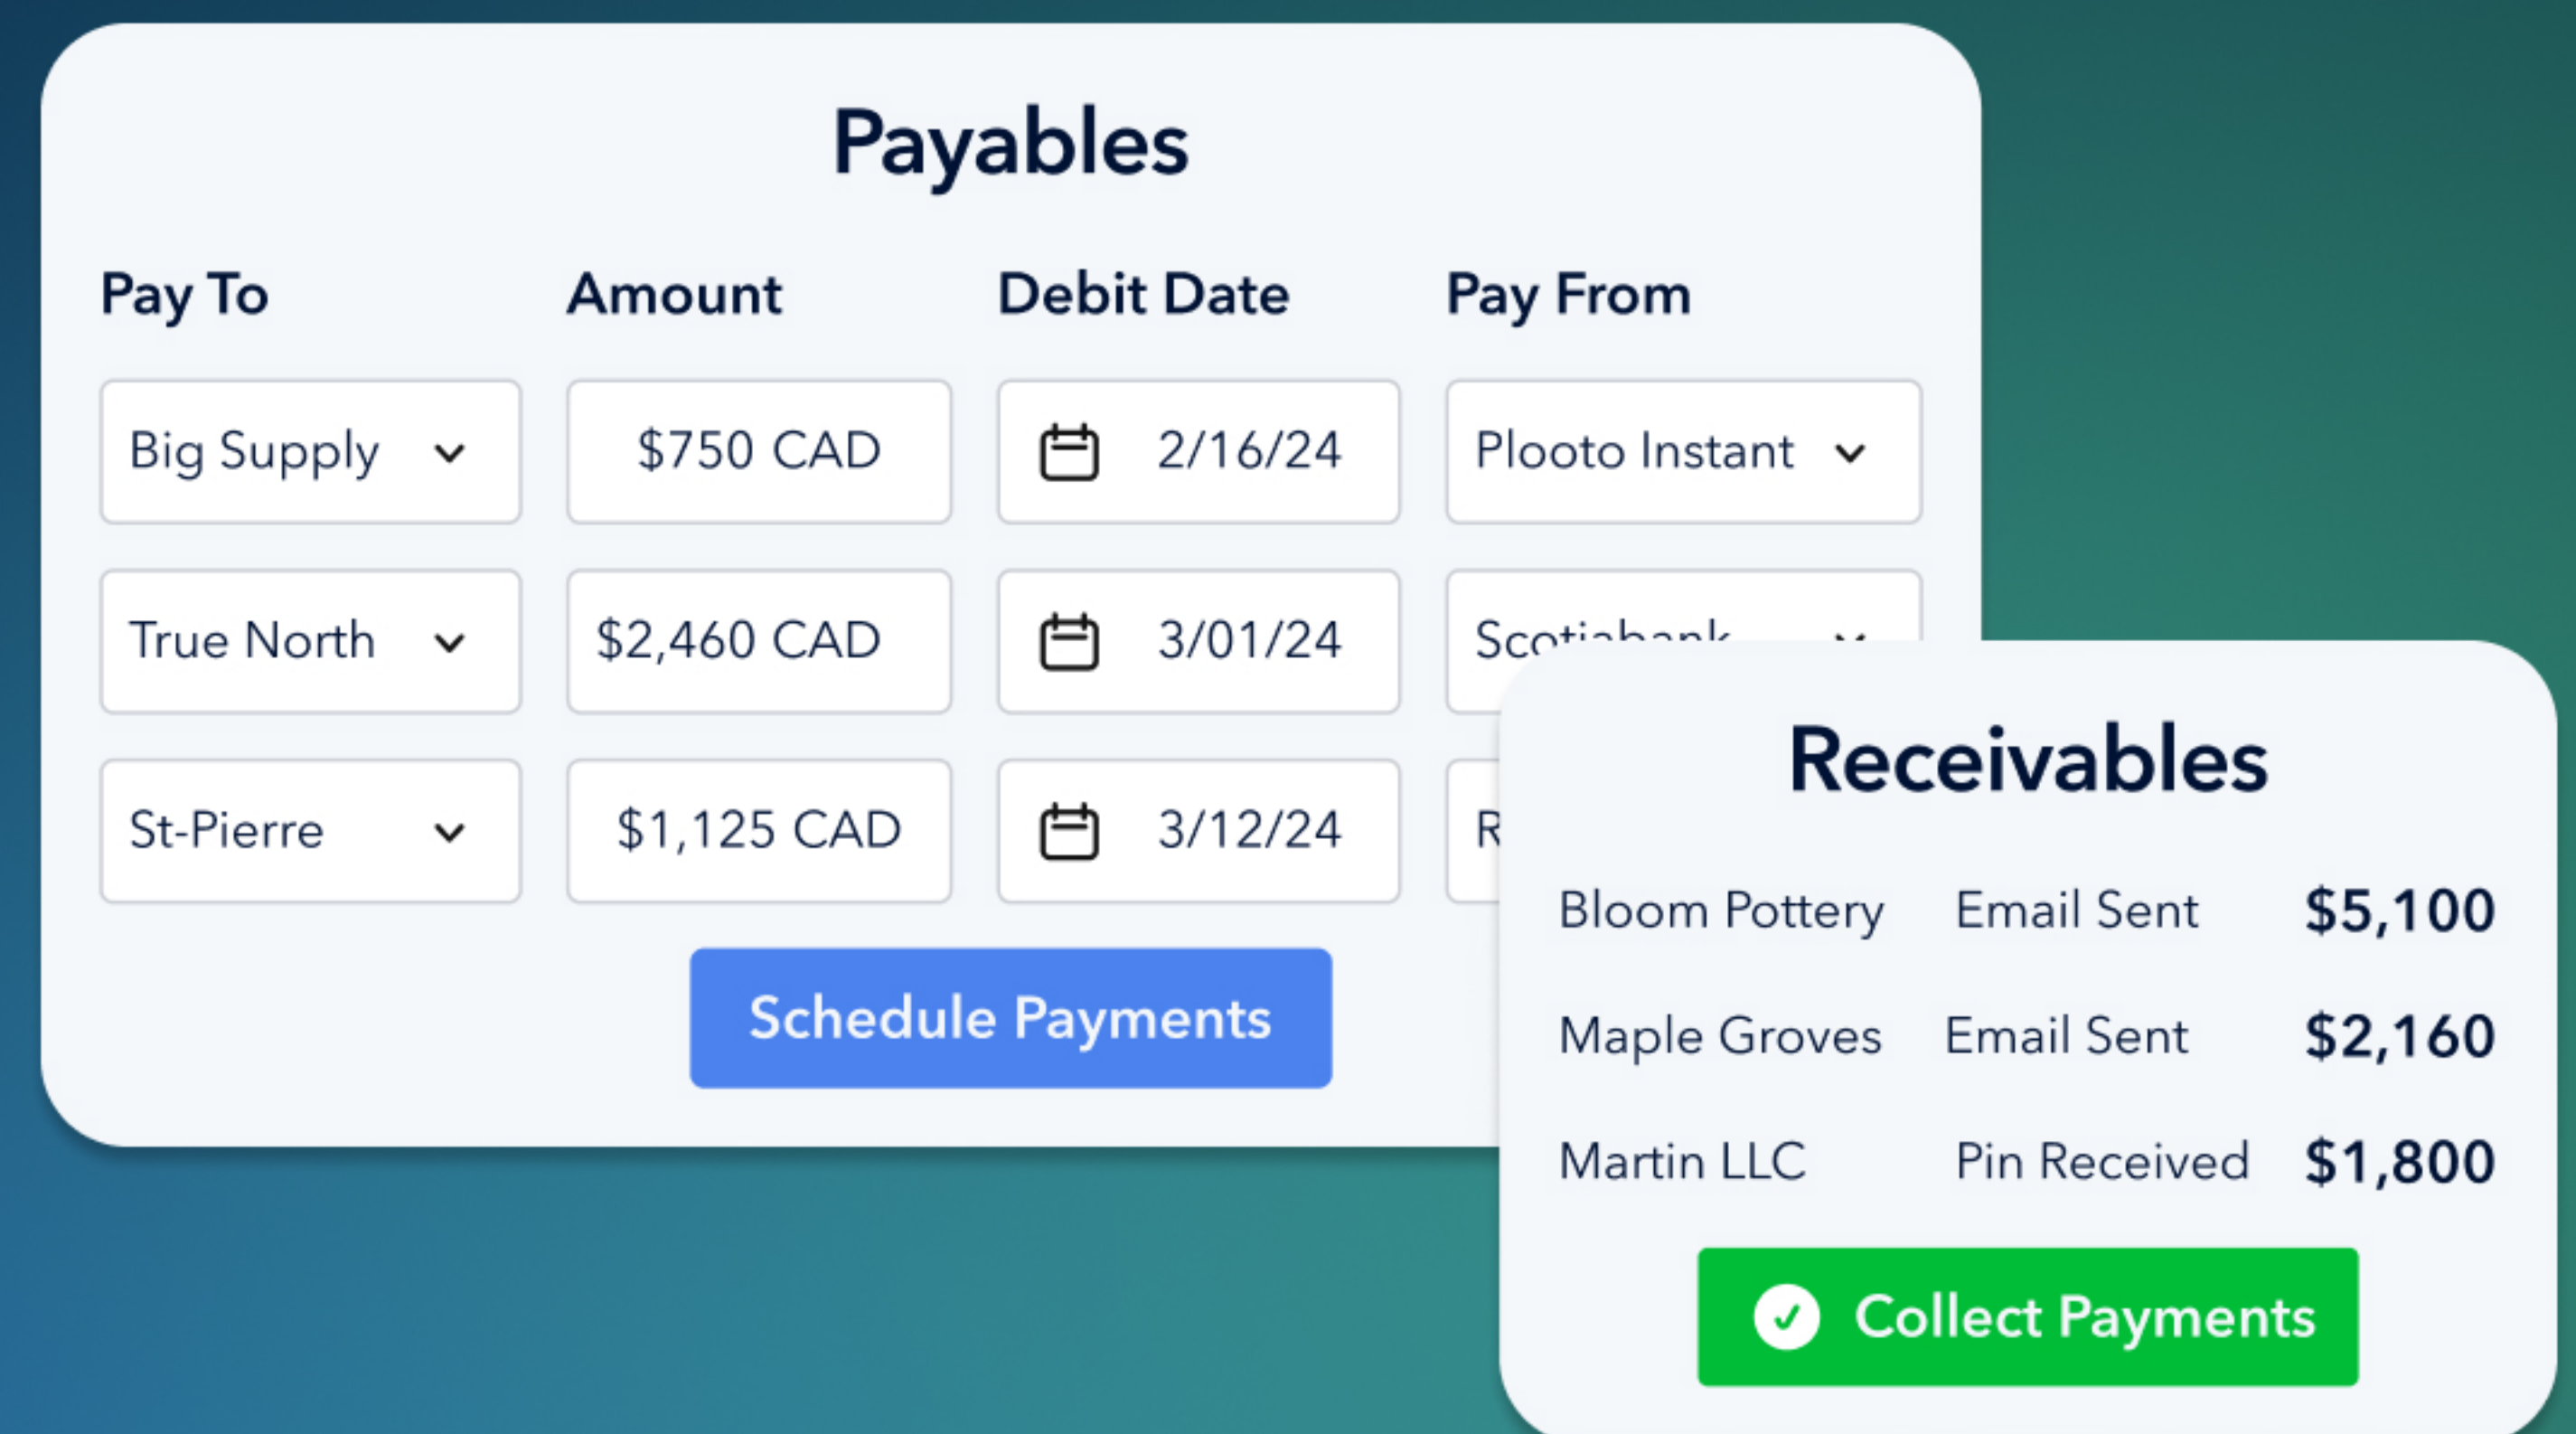 Payables
Pay To Amount Debit Date Pay From
Big Supply $750 CAD 2/16/24 Plooto Instant
True North $2,460 CAD 3/01/24 Scotiabank
St-Pierre $1,125 CAD 3/12/24
Schedule Payments
Receivables
Bloom Pottery Email Sent $5,100
Maple Groves Email Sent $2,160
Martin LLC Pin Received $1,800
Collect Payments